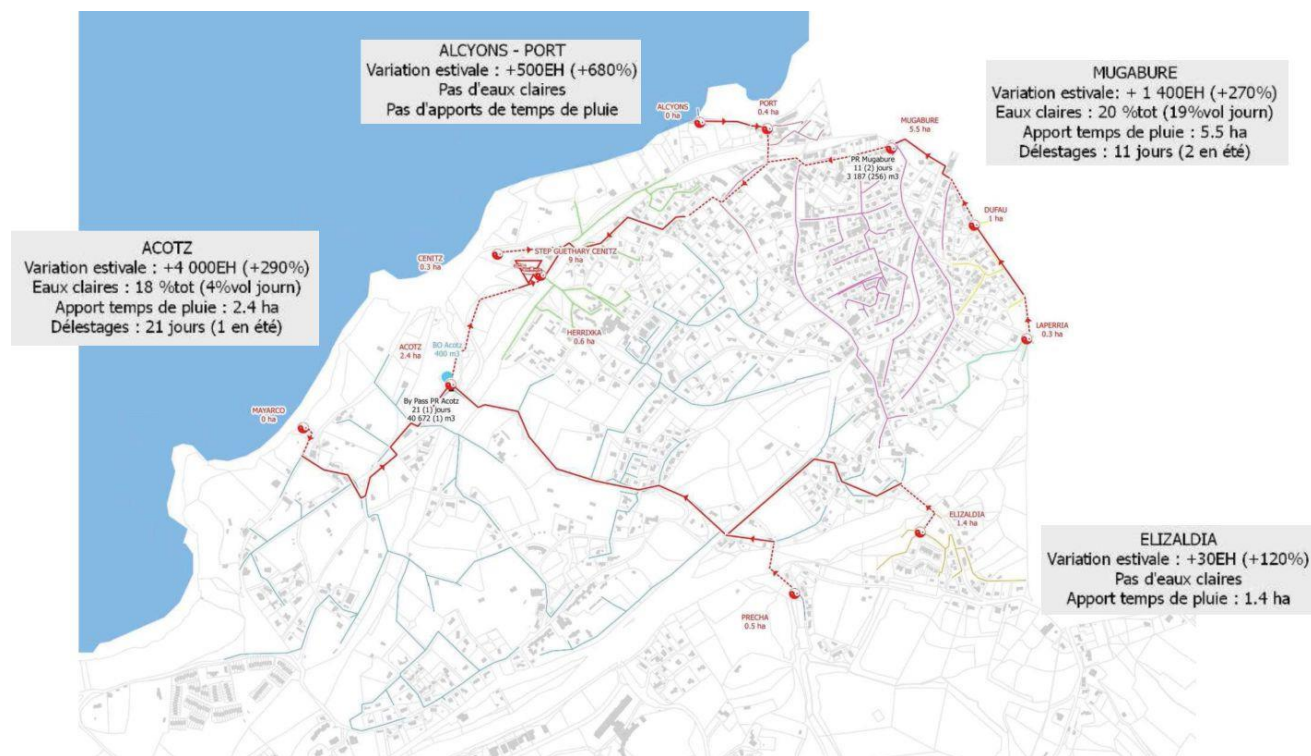 ALCYONS - PORT
Variation estivale : +500EH (+680%)
Pas d'eaux claires
Pas d'apports de temps de pluie
MUGABURE
Variation estivale: + 1 400EH (+270%)
Eaux claires : 20 %tot (19%vol journ)
Apport temps de pluie : 5.5 ha
Délestages : 11 jours (2 en été)
ALCYONS
0 ha
PORT
0.4 ha
MUGABURE
5.5 ha
PR Mugabure
11 (2) jours
3 187 (256) m3
DUFAU
1 ha
ACOTZ
Variation estivale : +4 000EH (+290%)
Eaux claires : 18 %tot (4%vol journ)
Apport temps de pluie : 2.4 ha
Délestages : 21 jours (1 en été)
CENITZ
0.3 ha
STEP GUETHARY CENITZ
9 ha
HERRIXKA
0.6 ha
LAPERRIA
0.3 ha
ACOTZ
2.4 ha
BO Acotz
400 m3
By Pass PR Acotz
21 (1) jours
40 672 (1) m3
MAYARCO
0 ha
ELIZALDIA
1.4 ha
PRECHA
0.5 ha
ELIZALDIA
Variation estivale : +30EH (+120%)
Pas d'eaux claires
Apport temps de pluie : 1.4 ha